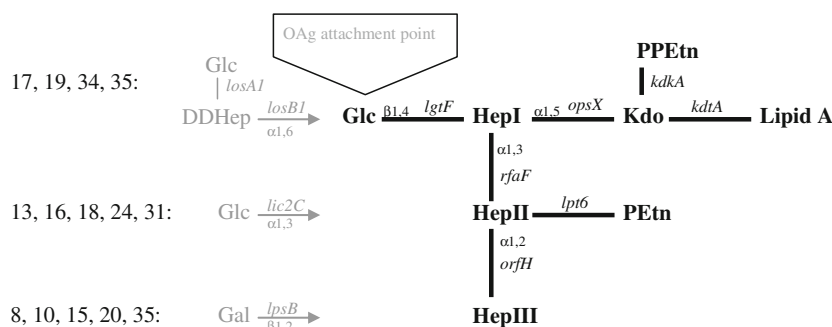 OAg attachment point
PPEtn
Glc
17, 19, 34, 35:
losA1
kdkA
DDHep losB1 α1,6 Glc β1,4 lgtF HepI α1,5 opsX Kdo kdtA Lipid A
α1,3
rfaF
13, 16, 18, 24, 31: Glc lic2C α1,3 HepII lpt6 PEtn
α1,2
orfH
8, 10, 15, 20, 35: Gal lpsB β1,2 HepIII